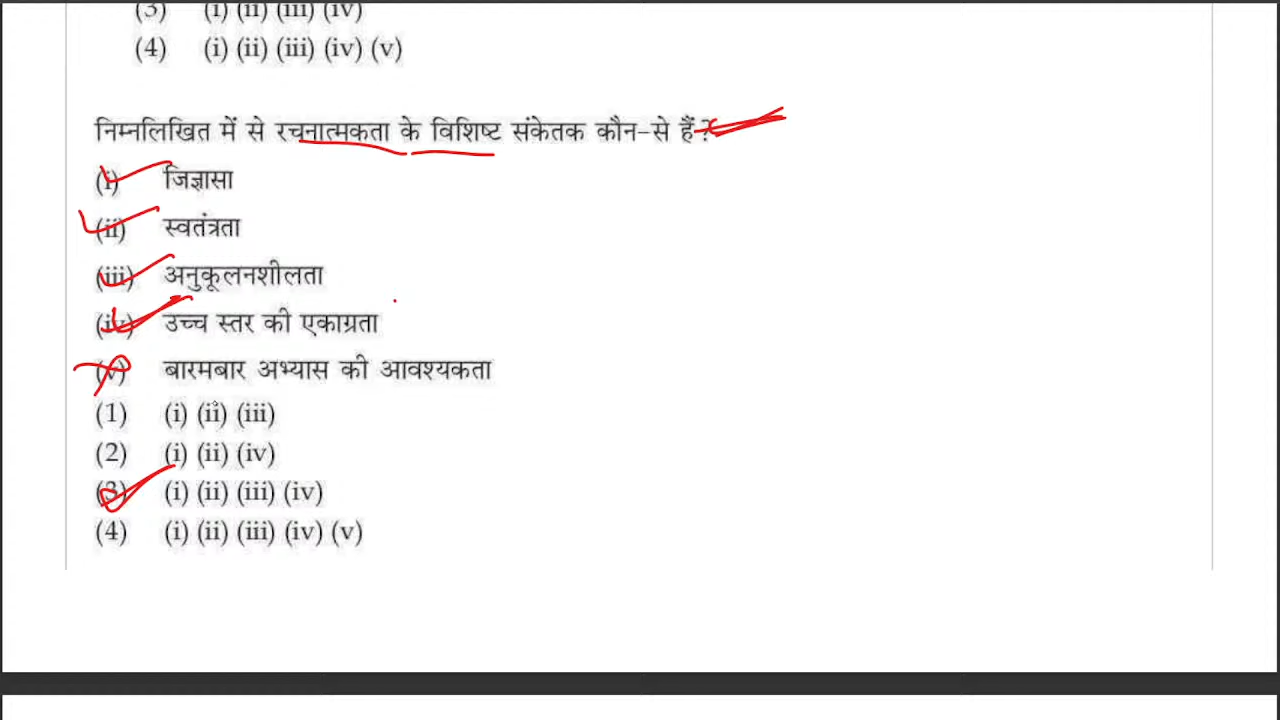 (3) (i) (ii) (iii) (iv)
(4) (i) (ii) (iii) (iv) (v)
निम्नलिखित में से रचनात्मकता के विशिष्ट संकेतक कौन-से हैं?
(i) जिज्ञासा
(ii) स्वतंत्रता
(iii) अनुकूलनशीलता
(iv) उच्च स्तर की एकाग्रता
(v) बारमबार अभ्यास की आवश्यकता
(1) (i) (ii) (iii)
(2) (i) (ii) (iv)
(3) (i) (ii) (iii) (iv)
(4) (i) (ii) (iii) (iv) (v)